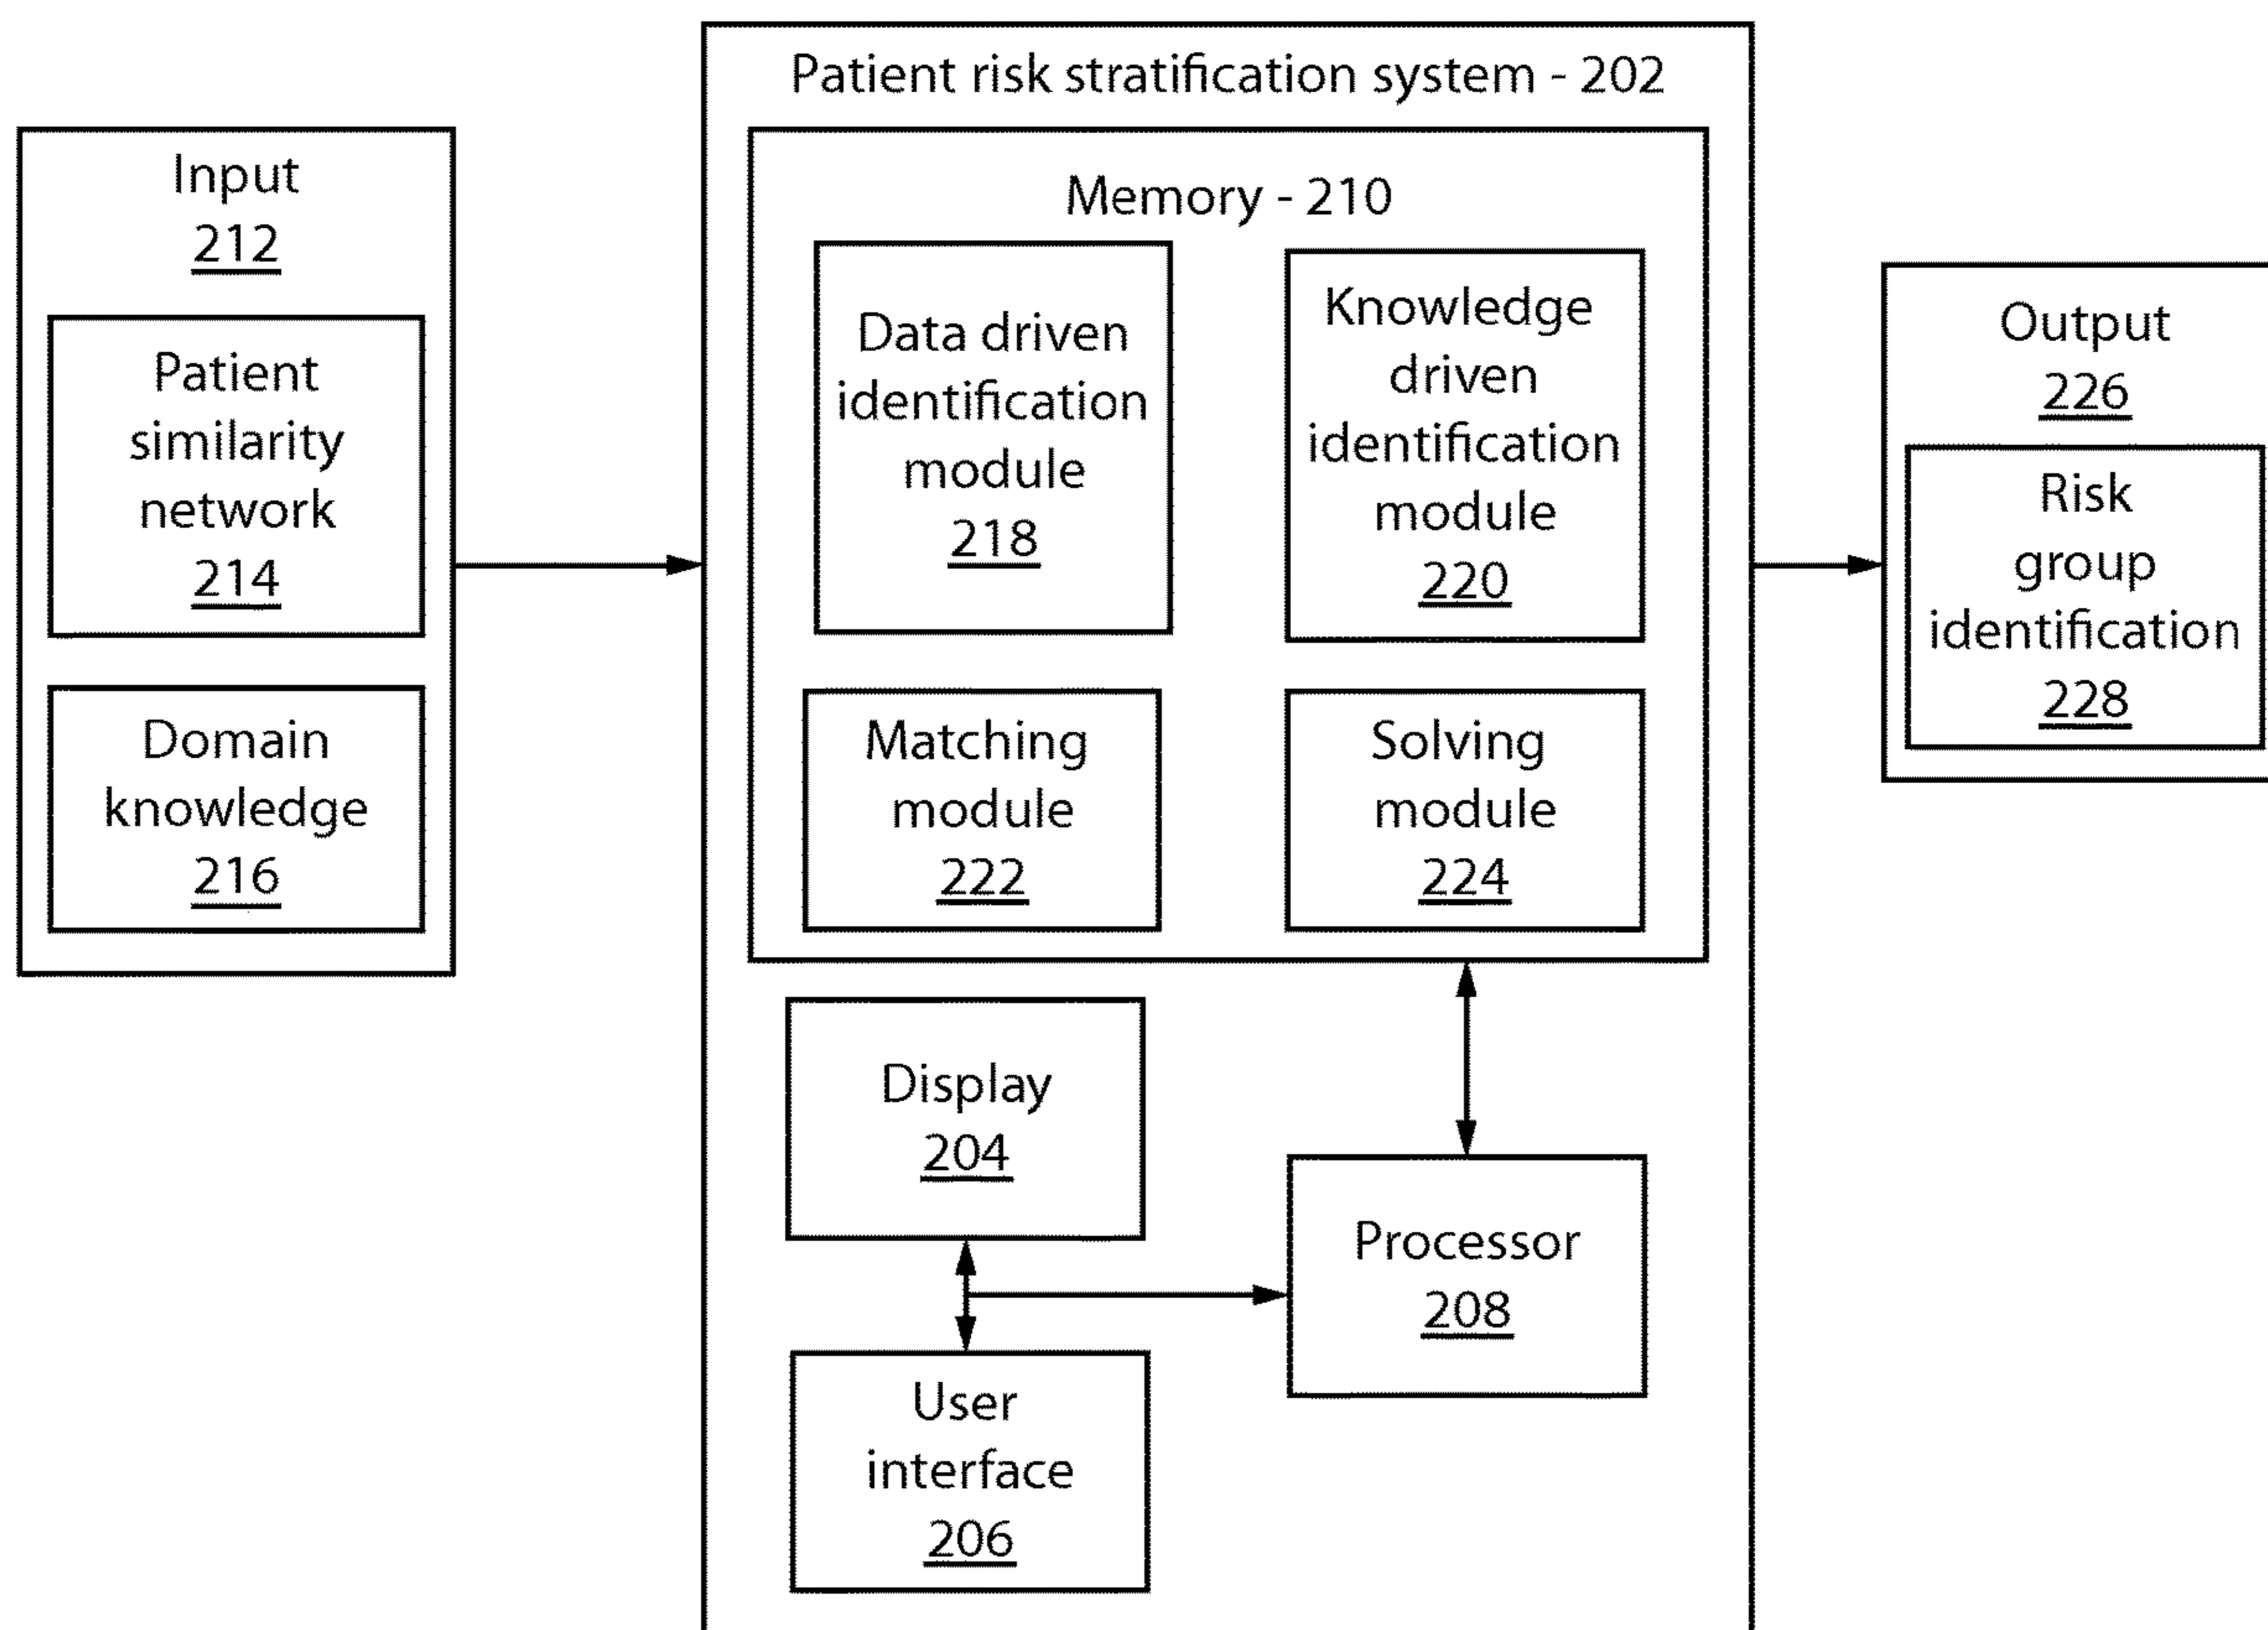 Patient risk stratification system - 202
Input
212
Patient
similarity
network
214
Domain
knowledge
216
Memory - 210
Data driven
identification
module
218
Knowledge
driven
identification
module
220
Matching
module
222
Solving
module
224
Display
204
User
interface
206
Processor
208
Output
226
Risk
group
identification
228